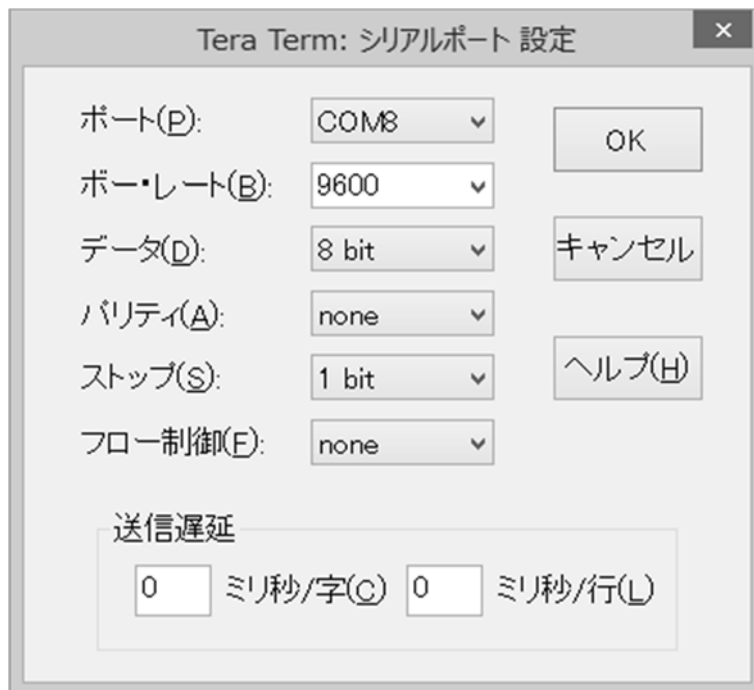 Tera Term: シリアルポート 設定
×
ポート(P): COM8
OK
ボー・レート(B): 9600
データ(D): 8 bit
キャンセル
パリティ(A): none
ストップ(S): 1 bit
ヘルプ(H)
フロー制御(F): none
送信遅延
0 ミリ秒/字(C) 0 ミリ秒/行(L)